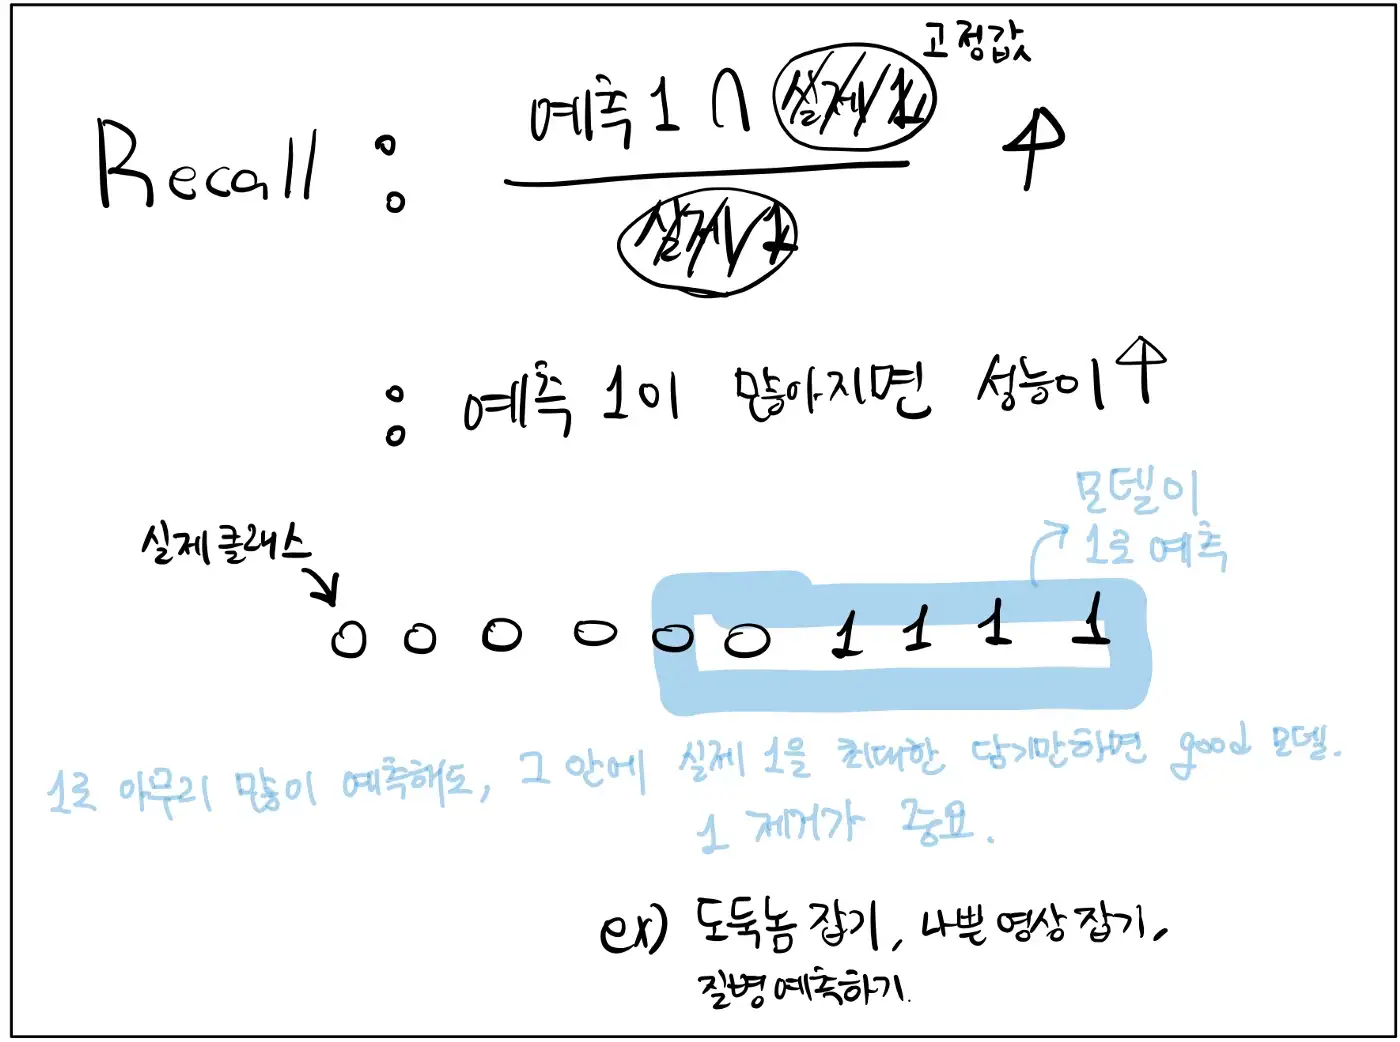 고정값
Recall : 예측 1 ∩ 실제 1 ↑
실제 1
: 예측 1이 많아지면 성능이 ↑
모델이
1로 예측
실제 클래스
0 0 0 0 0 0 1 1 1 1
1로 아무리 많이 예측해도, 그 안에 실제 1을 최대한 담기만하면 good 모델.
1 제거가 중요.
ex) 도둑놈 잡기, 나쁜 영상 잡기,
질병 예측하기.